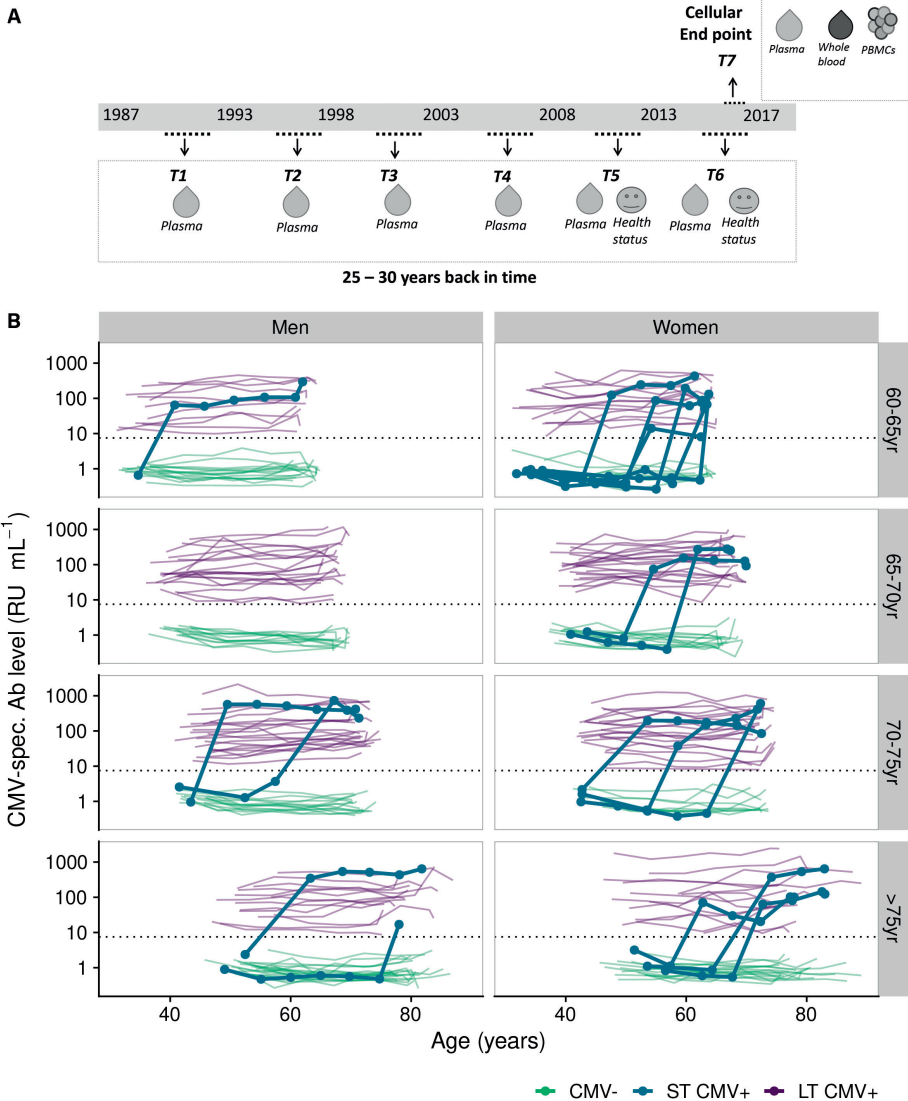 A
Cellular
End point
T7
Plasma
Whole
blood
PBMCs
1987 1993 1998 2003 2008 2013 2017
T1 T2 T3 T4 T5 T6
Plasma Plasma Plasma Plasma Plasma Health
status Plasma Health
status
25 – 30 years back in time
B
Men Women
CMV-spec. Ab level (RU mL⁻¹)
1000
100
10
1
60-65yr
1000
100
10
1
65-70yr
1000
100
10
1
70-75yr
1000
100
10
1
>75yr
40 60 80 40 60 80
Age (years)
CMV- ST CMV+ LT CMV+